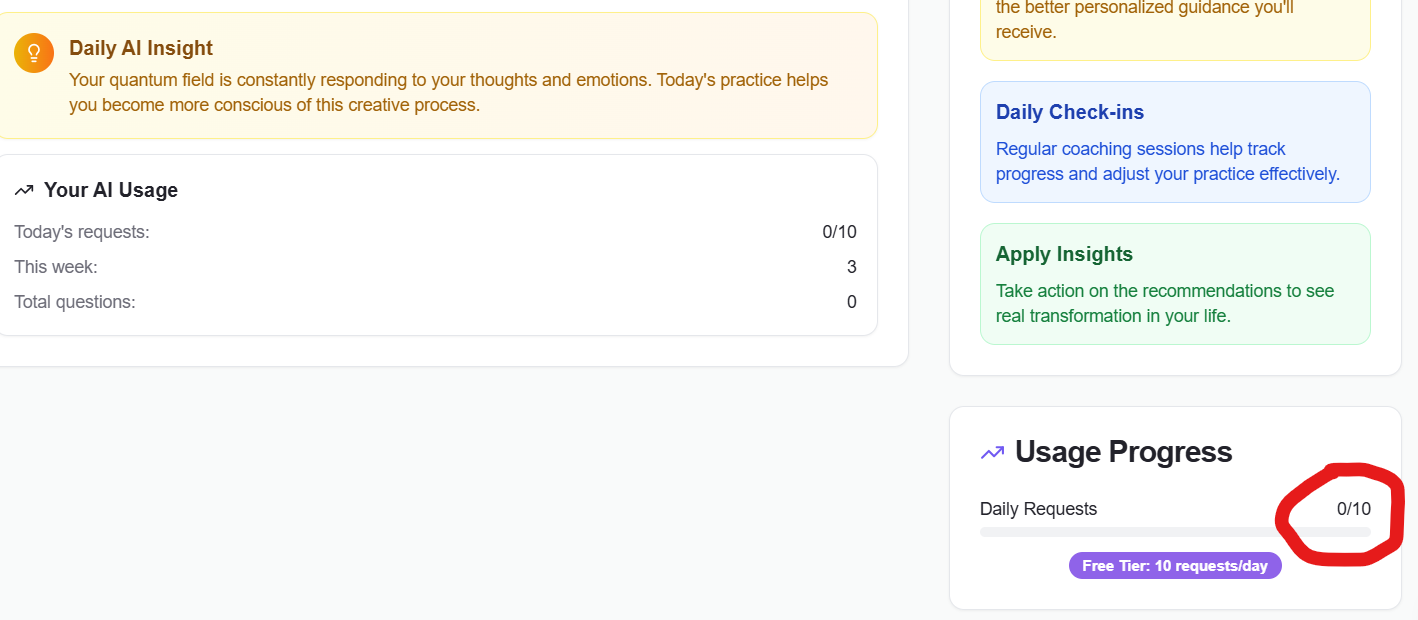 Daily AI Insight
Your quantum field is constantly responding to your thoughts and emotions. Today's practice helps
you become more conscious of this creative process.
Your AI Usage
Today's requests: 0/10
This week: 3
Total questions: 0
the better personalized guidance you'll
receive.
Daily Check-ins
Regular coaching sessions help track
progress and adjust your practice effectively.
Apply Insights
Take action on the recommendations to see
real transformation in your life.
Usage Progress
Daily Requests 0/10
Free Tier: 10 requests/day